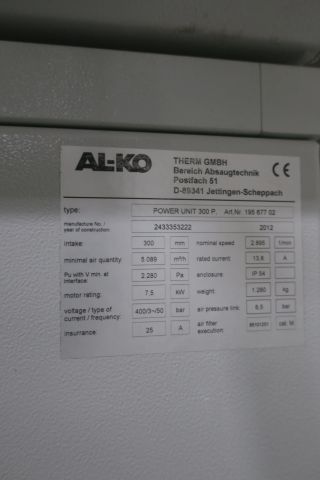 AL-KO
THERM GMBH
Bereich Absaugtechnik
Postfach 51
D-89341 Jettingen-Scheppach
CE
type: POWER UNIT 300 P. Art.Nr. 195 677 02
manufacture No. / year of construction: 2433353222 2012
intake: 300 mm nominal speed 2.895 1/min
minimal air quantity 5.089 m³/h rated current: 13,6 A
Pu with V min. at interface: 2.280 Pa enclosure: IP 54
motor rating: 7.5 kW weight: 1.280 kg
voltage / type of current / frequency: 400/3~/50 bar air pressure link: 6,5 bar
insurrance: 25 A air filter execution: cat. M